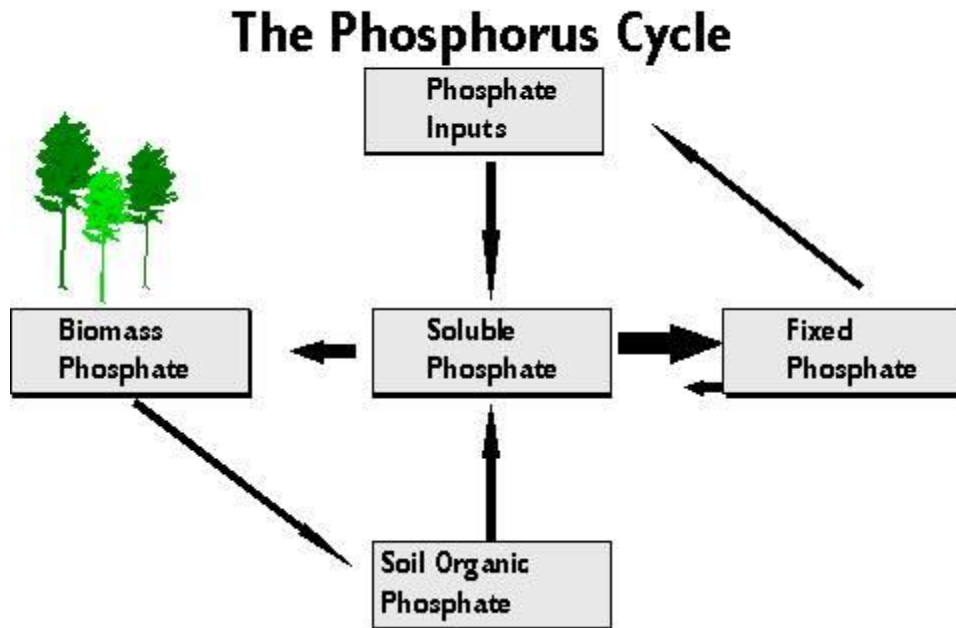 The Phosphorus Cycle
Phosphate
Inputs
Biomass
Phosphate
Soluble
Phosphate
Fixed
Phosphate
Soil Organic
Phosphate